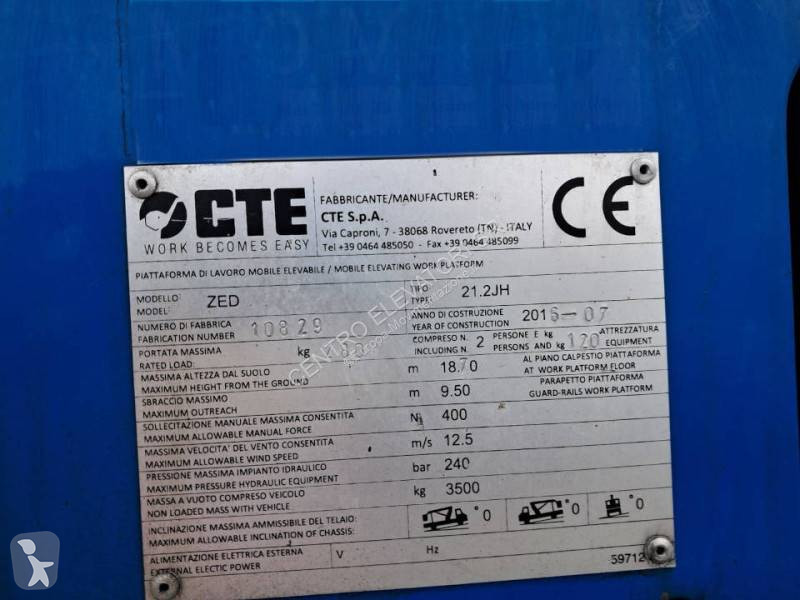 CTE
WORK BECOMES EASY
FABBRICANTE/MANUFACTURER:
CTE S.p.A.
Via Caproni, 7 - 38068 Rovereto (TN) - ITALY
Tel +39 0464 485050 - Fax +39 0464 485099
CE
PIATTAFORMA DI LAVORO MOBILE ELEVABILE / MOBILE ELEVATING WORK PLATFORM
MODELLO: ZED TIPO: 21.2JH
MODEL: TYPE:
NUMERO DI FABBRICA 10829 ANNO DI COSTRUZIONE 2016-07
FABRICATION NUMBER YEAR OF CONSTRUCTION
PORTATA MASSIMA kg COMPRESO N. 2 PERSONE E kg 120 ATTREZZATURA
RATED LOAD: INCLUDING N. PERSONS AND kg EQUIPMENT
MASSIMA ALTEZZA DAL SUOLO m 18.70 AL PIANO CALPESTIO PIATTAFORMA
MAXIMUM HEIGHT FROM THE GROUND AT WORK PLATFORM FLOOR
SBRACCIO MASSIMO m 9.50 PARAPETTO PIATTAFORMA
MAXIMUM OUTREACH GUARD-RAILS WORK PLATFORM
SOLLECITAZIONE MANUALE MASSIMA CONSENTITA N 400
MAXIMUM ALLOWABLE MANUAL FORCE
MASSIMA VELOCITA' DEL VENTO CONSENTITA m/s 12.5
MAXIMUM ALLOWABLE WIND SPEED
PRESSIONE MASSIMA IMPIANTO IDRAULICO bar 240
MAXIMUM PRESSURE HYDRAULIC EQUIPMENT
MASSA A VUOTO COMPRESO VEICOLO kg 3500
NON LOADED MASS WITH VEHICLE
INCLINAZIONE MASSIMA AMMISSIBILE DEL TELAIO: °0 °0 °0
MAXIMUM ALLOWABLE INCLINATION OF CHASSIS:
ALIMENTAZIONE ELETTRICA ESTERNA V Hz
EXTERNAL ELECTRIC POWER 59712
CENTRO ELEVATORI